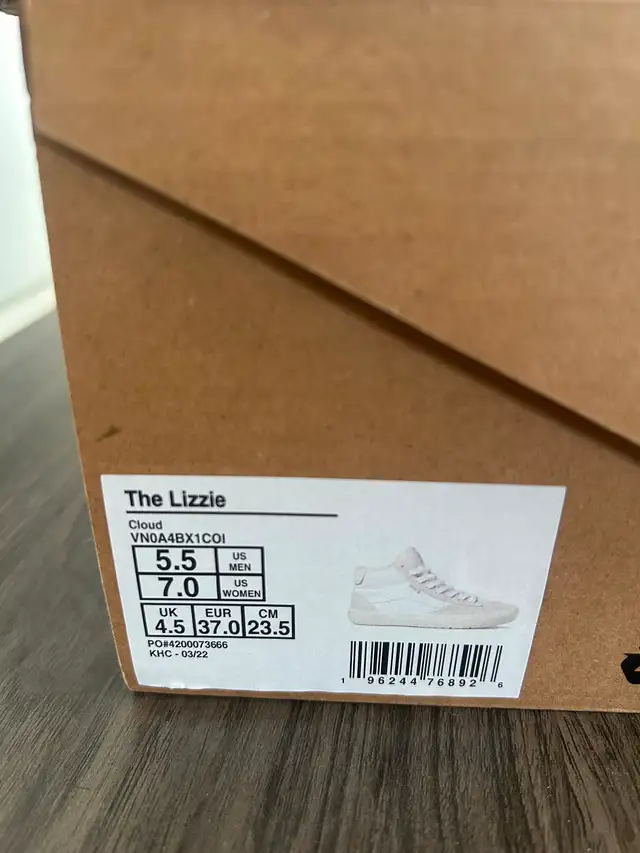 The Lizzie
Cloud
VN0A4BX1COI
5.5 US MEN
7.0 US WOMEN
UK EUR CM
4.5 37.0 23.5
PO#4200073666
KHC - 03/22
1 96244 76892 6